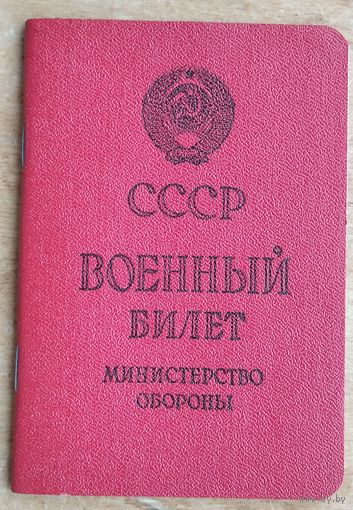 СССР
ВОЕННЫЙ
БИЛЕТ
МИНИСТЕРСТВО
ОБОРОНЫ